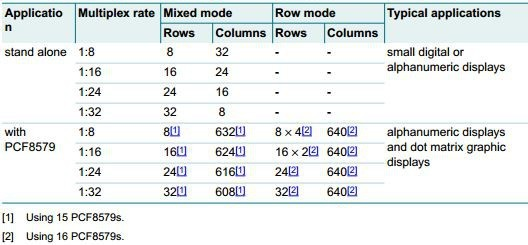 Applicatio n Multiplex rate Mixed mode Row mode Typical applications
Rows Columns Rows Columns
stand alone 1:8 8 32 - - small digital or
1:16 16 24 - - alphanumeric displays
1:24 24 16 - -
1:32 32 8 - -
with 1:8 8[1] 632[1] 8 × 4[2] 640[2] alphanumeric displays
PCF8579 1:16 16[1] 624[1] 16 × 2[2] 640[2] and dot matrix graphic
1:24 24[1] 616[1] 24[2] 640[2] displays
1:32 32[1] 608[1] 32[2] 640[2]
[1] Using 15 PCF8579s.
[2] Using 16 PCF8579s.